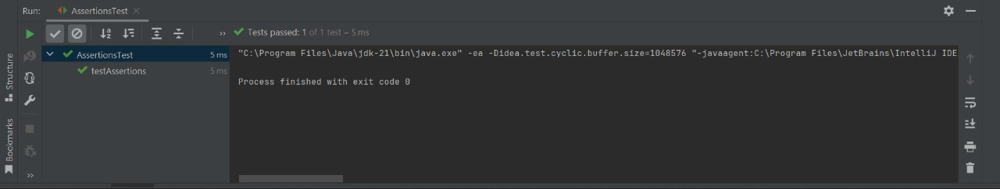 Run: AssertionsTest
Tests passed: 1 of 1 test – 5 ms
AssertionsTest 5 ms
testAssertions 5 ms
"C:\Program Files\Java\jdk-21\bin\java.exe" -ea -Didea.test.cyclic.buffer.size=1048576 "-javaagent:C:\Program Files\JetBrains\IntelliJ IDE
Process finished with exit code 0
Structure
Bookmarks